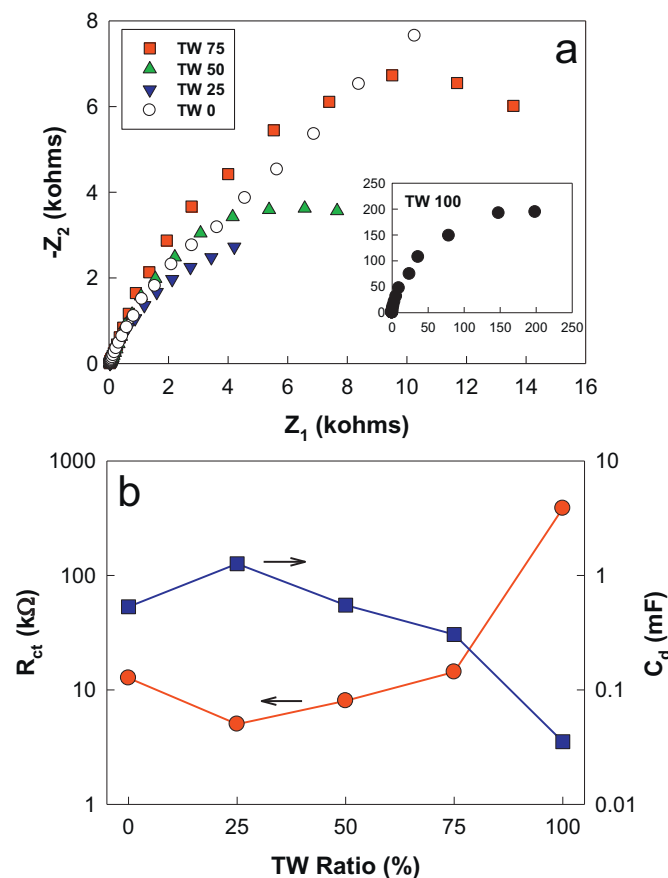 a
TW 75
TW 50
TW 25
TW 0
8
6
4
2
0
-Z2 (kohms)
TW 100
250
200
150
100
50
0
0 50 100 150 200 250
0 2 4 6 8 10 12 14 16
Z1 (kohms)
b
1000
100
10
1
Rct (kΩ)
10
1
0.1
0.01
Cd (mF)
0 25 50 75 100
TW Ratio (%)